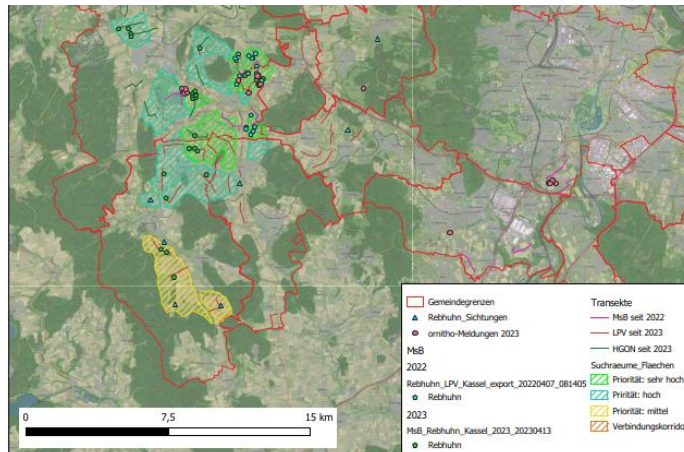 Gemeindegrenzen
Rebhuhn_Sichtungen
ornitho-Meldungen 2023
MsB
2022
Rebhuhn_LPV_Kassel_export_20220407_081405
Rebhuhn
2023
MsB_Rebhuhn_Kassel_2023_20230413
Rebhuhn
Transekte
MsB seit 2022
LPV seit 2023
HGON seit 2023
Suchraeume_Flaechen
Priorität: sehr hoch
Priorität: hoch
Priorität: mittel
Verbindungskorrido
0 7,5 15 km